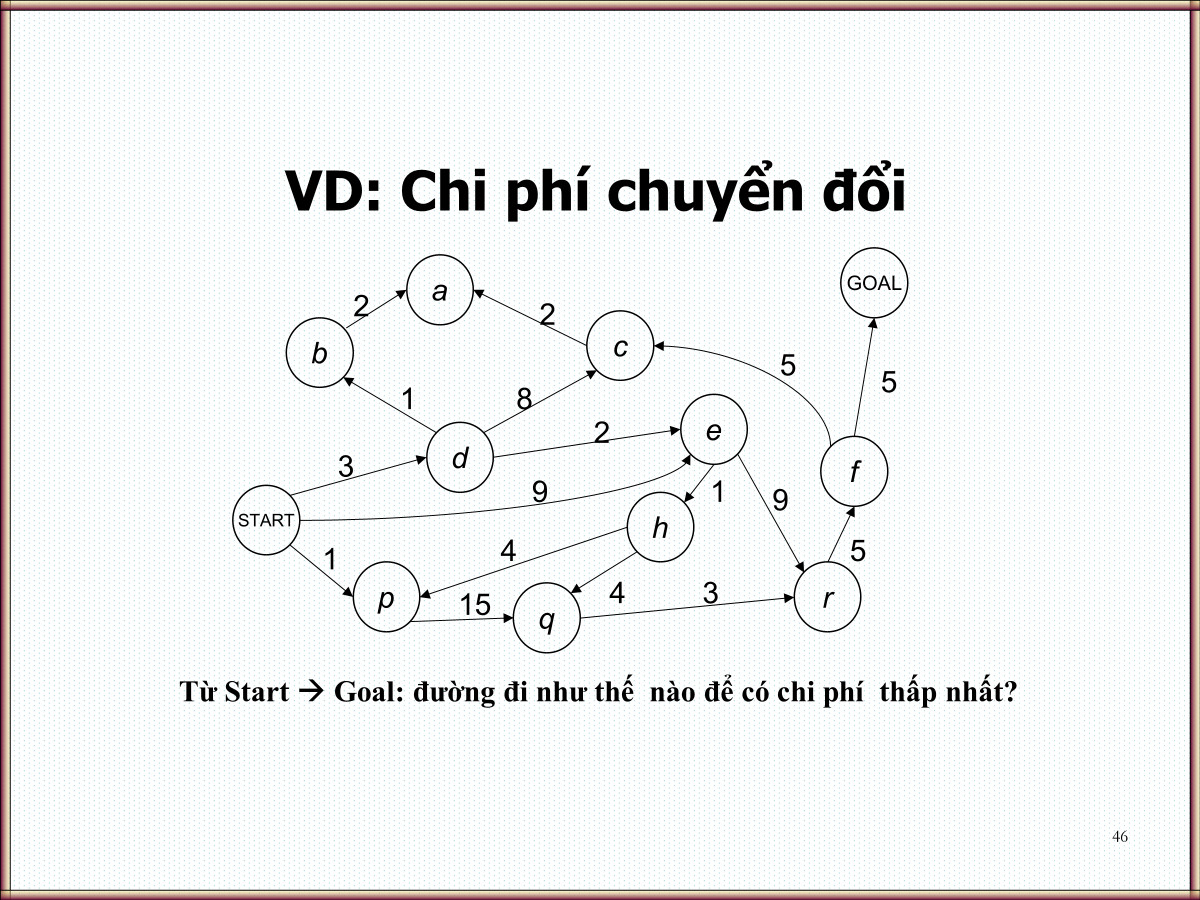 VD: Chi phí chuyển đổi
a
GOAL
2
2
b
c
5
5
1
8
e
2
d
f
3
9
1
9
START
h
4
5
1
p
15
4
3
r
q
Từ Start → Goal: đường đi như thế nào để có chi phí thấp nhất?
46